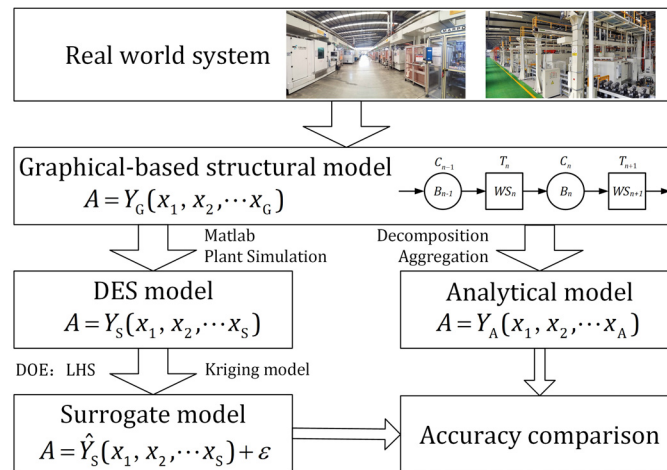 Real world system
Graphical-based structural model
A = Y_G(x_1, x_2, ⋯x_G)
C_{n-1} T_n C_n T_{n+1}
B_{n-1} WS_n B_n WS_{n+1}
Matlab
Plant Simulation
Decomposition
Aggregation
DES model
A = Y_S(x_1, x_2, ⋯x_S)
Analytical model
A = Y_A(x_1, x_2, ⋯x_A)
DOE: LHS
Kriging model
Surrogate model
A = Ŷ_S(x_1, x_2, ⋯x_S) + ε
Accuracy comparison